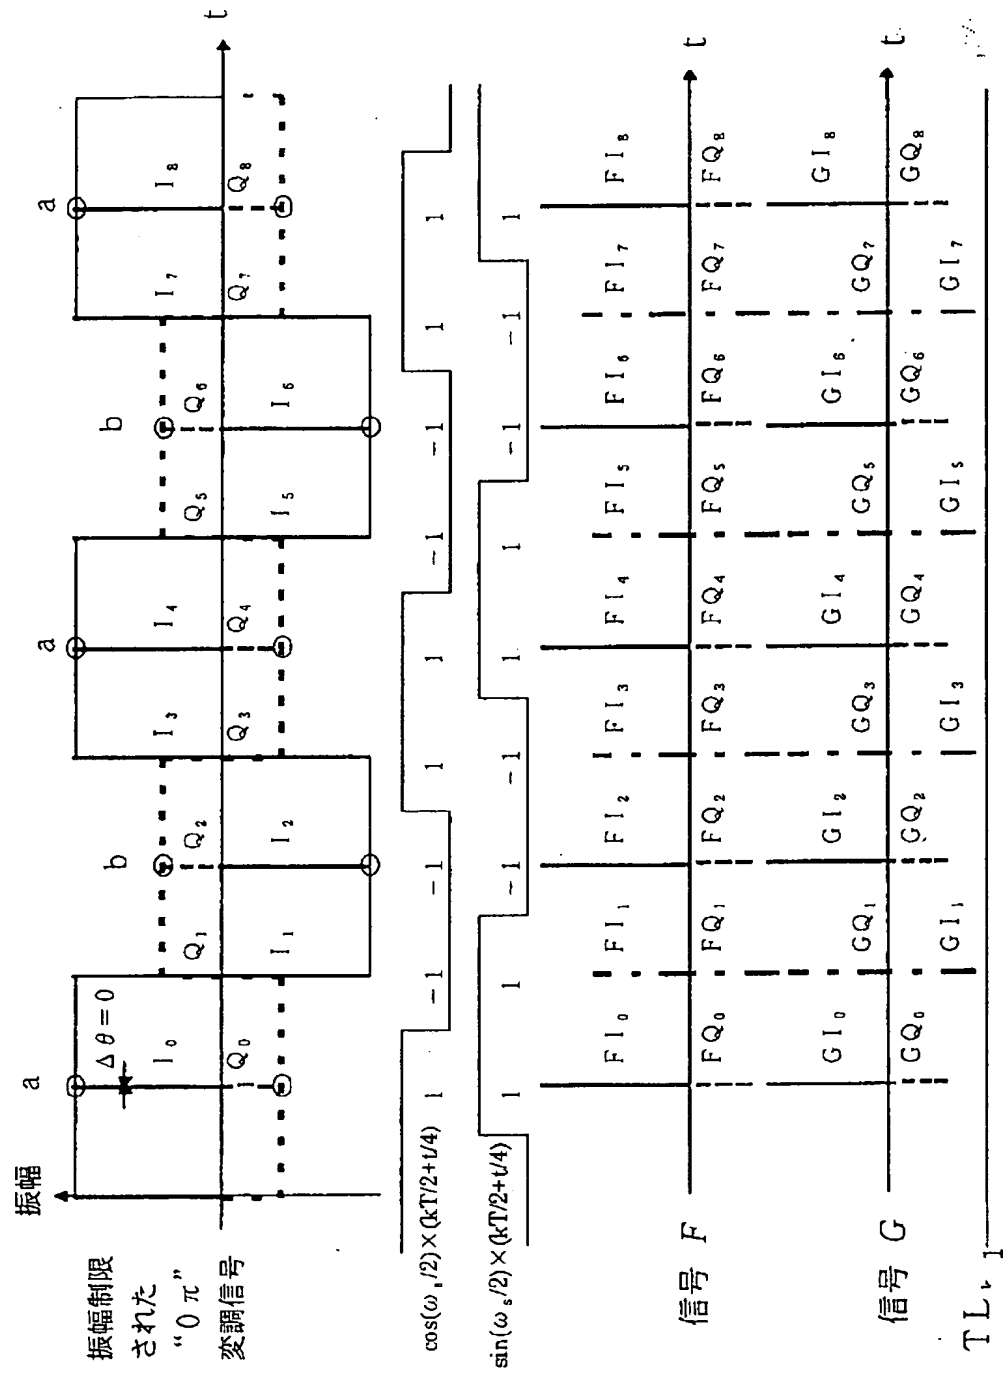 振幅
振幅制限
された
“0 π”
変調信号
a b a b a
Δθ=0
I₀ I₁ I₂ I₃ I₄ I₅ I₆ I₇ I₈
Q₀ Q₁ Q₂ Q₃ Q₄ Q₅ Q₆ Q₇ Q₈
t
cos(ωₛ/2)×(kT/2+t/4)
1 −1 −1 1 1 −1 −1 1 1
sin(ωₛ/2)×(kT/2+t/4)
1 1 −1 −1 1 1 −1 −1 1
FI₀ FI₁ FI₂ FI₃ FI₄ FI₅ FI₆ FI₇ FI₈
信号 F
t
FQ₀ FQ₁ FQ₂ FQ₃ FQ₄ FQ₅ FQ₆ FQ₇ FQ₈
GI₀ GQ₁ GI₂ GQ₃ GI₄ GQ₅ GI₆ GQ₇ GI₈
信号 G
t
GQ₀ GI₁ GQ₂ GI₃ GQ₄ GI₅ GQ₆ GI₇ GQ₈